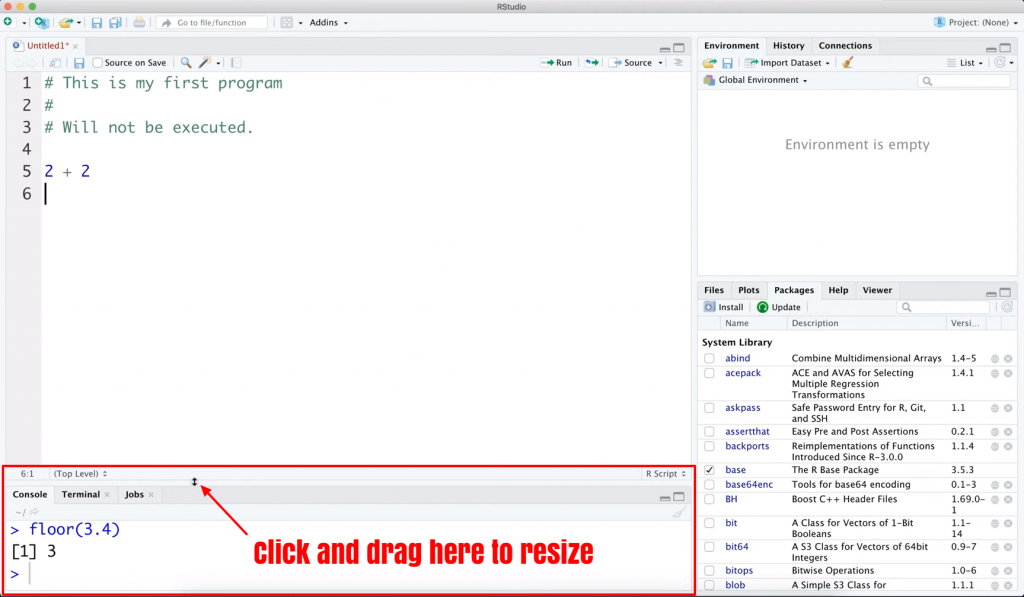 RStudio
Go to file/function
Addins
Project: (None)
Untitled1*
Source on Save
Run
Source
1 # This is my first program
2 #
3 # Will not be executed.
4
5 2 + 2
6
6:1 (Top Level) R Script
Console Terminal Jobs
~/
> floor(3.4)
[1] 3
>
Click and drag here to resize
Environment History Connections
Import Dataset List
Global Environment
Environment is empty
Files Plots Packages Help Viewer
Install Update
Name Description Versi...
System Library
abind Combine Multidimensional Arrays 1.4-5
acepack ACE and AVAS for Selecting 1.4.1
Multiple Regression
Transformations
askpass Safe Password Entry for R, Git, 1.1
and SSH
assertthat Easy Pre and Post Assertions 0.2.1
backports Reimplementations of Functions 1.1.4
Introduced Since R-3.0.0
base The R Base Package 3.5.3
base64enc Tools for base64 encoding 0.1-3
BH Boost C++ Header Files 1.69.0-
1
bit A Class for Vectors of 1-Bit 1.1-
Booleans 14
bit64 A S3 Class for Vectors of 64bit 0.9-7
Integers
bitops Bitwise Operations 1.0-6
blob A Simple S3 Class for 1.1.1